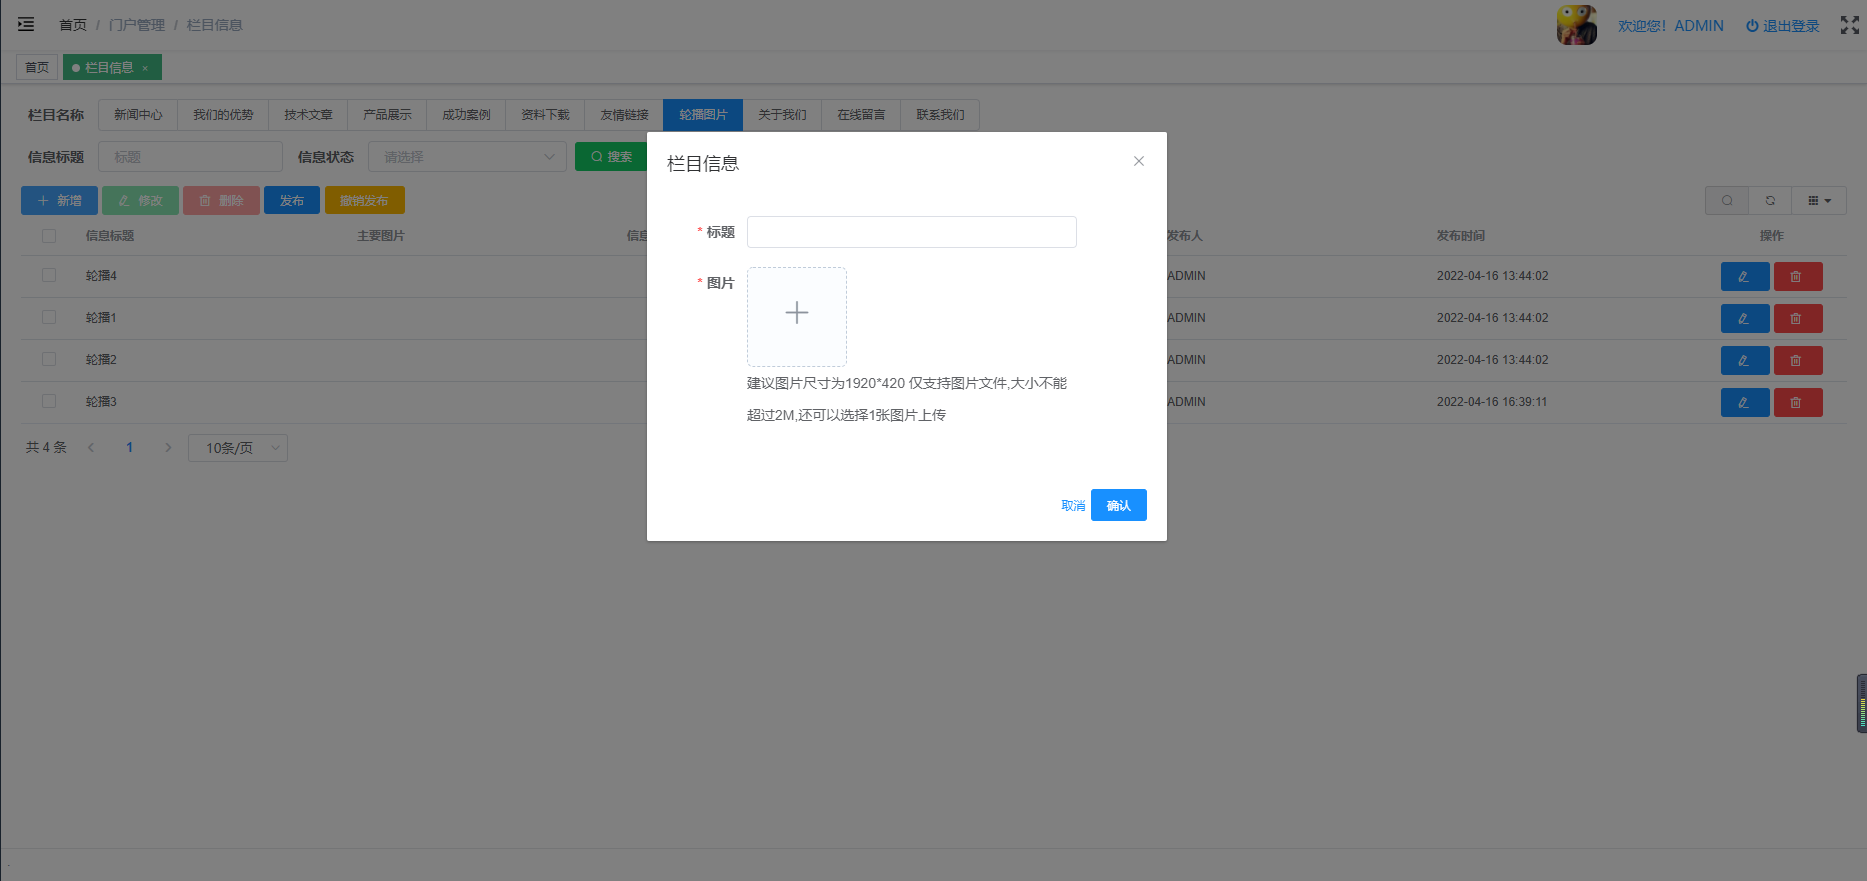 首页 / 门户管理 / 栏目信息
欢迎您！ADMIN 退出登录
首页 栏目信息 ×
栏目名称 新闻中心 我们的优势 技术文章 产品展示 成功案例 资料下载 友情链接 轮播图片 关于我们 在线留言 联系我们
信息标题 标题 信息状态 请选择 搜索
新增 修改 删除 发布 撤销发布
信息标题 主要图片 信息 发布人 发布时间 操作
轮播4 ADMIN 2022-04-16 13:44:02
轮播1 ADMIN 2022-04-16 13:44:02
轮播2 ADMIN 2022-04-16 13:44:02
轮播3 ADMIN 2022-04-16 16:39:11
共 4 条 1 10条/页
栏目信息
* 标题
* 图片
建议图片尺寸为1920*420 仅支持图片文件,大小不能
超过2M,还可以选择1张图片上传
取消 确认